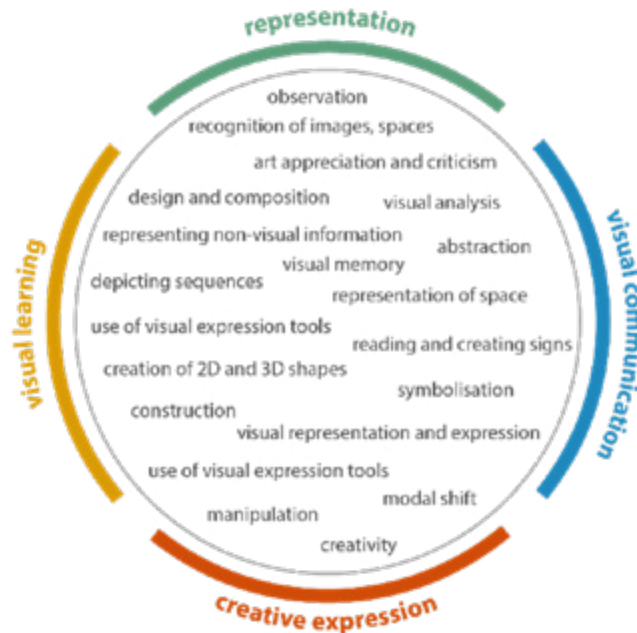 representation
observation
recognition of images, spaces
art appreciation and criticism
design and composition
visual analysis
representing non-visual information
abstraction
visual memory
depicting sequences
representation of space
use of visual expression tools
reading and creating signs
creation of 2D and 3D shapes
symbolisation
construction
visual representation and expression
use of visual expression tools
modal shift
manipulation
creativity
visual learning
visual communication
creative expression